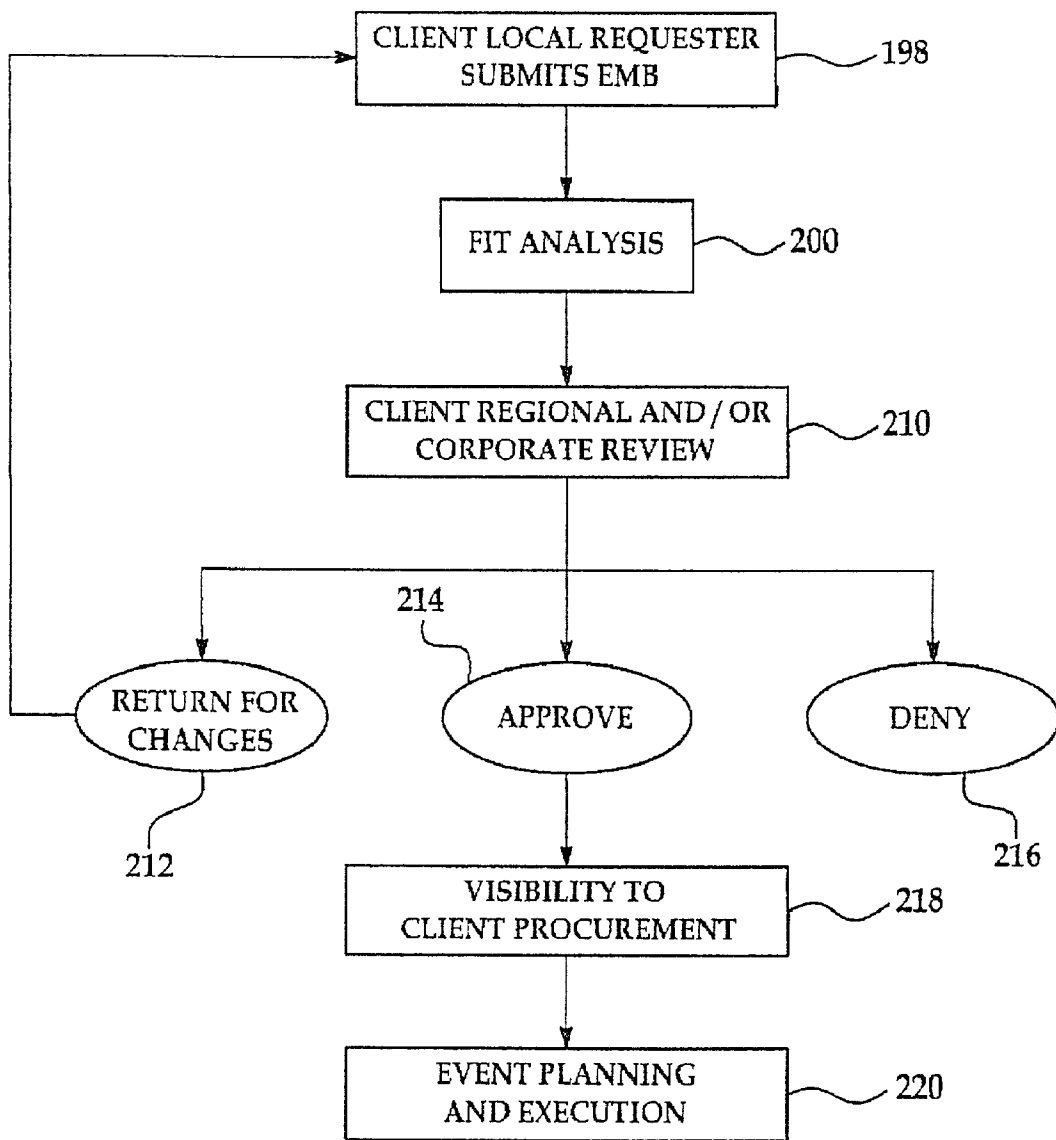 CLIENT LOCAL REQUESTER
SUBMITS EMB
198
FIT ANALYSIS
200
CLIENT REGIONAL AND / OR
CORPORATE REVIEW
210
214
RETURN FOR
CHANGES
APPROVE
DENY
212
216
VISIBILITY TO
CLIENT PROCUREMENT
218
EVENT PLANNING
AND EXECUTION
220